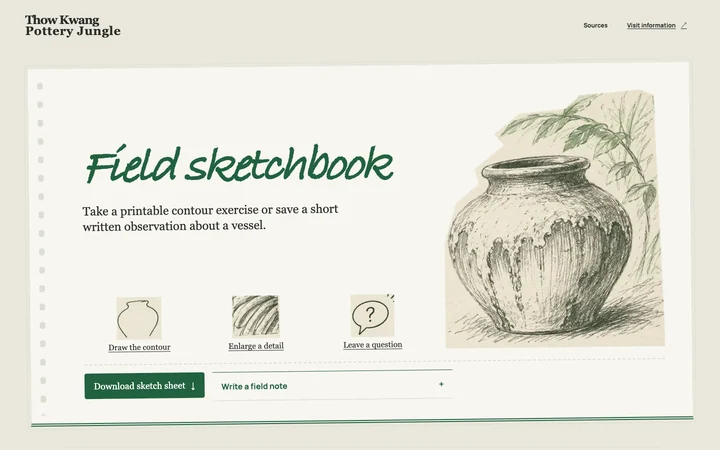 Thow Kwang
Pottery Jungle
Sources
Visit information ↗
Field sketchbook
Take a printable contour exercise or save a short
written observation about a vessel.
?
Draw the contour
Enlarge a detail
Leave a question
Download sketch sheet ↓
Write a field note +